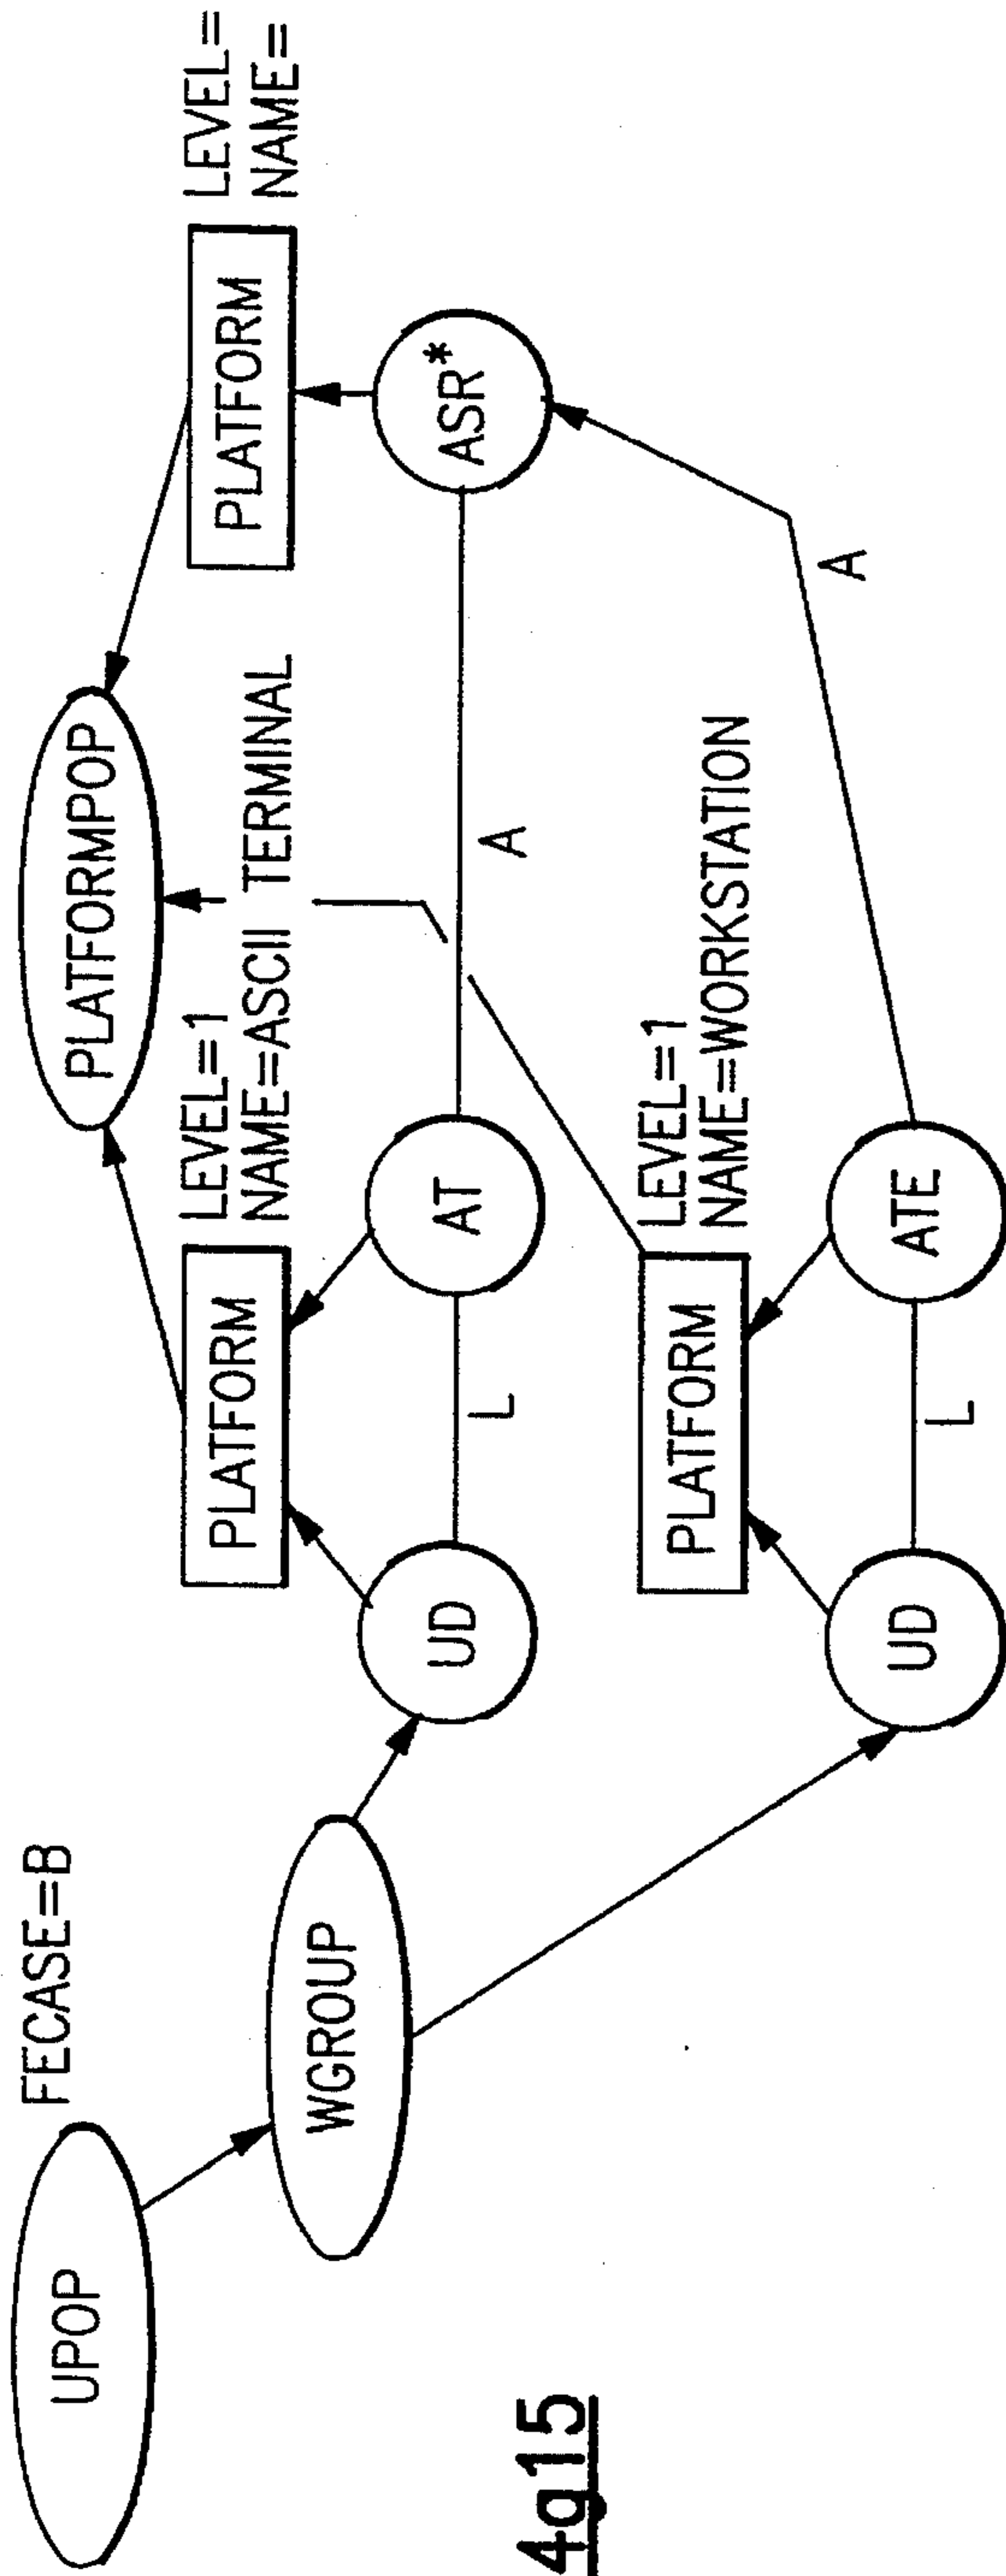 UPOP
FECASE=B
WGROUP
PLATFORMPOP
PLATFORM
LEVEL=1
NAME=ASCII TERMINAL
PLATFORM
LEVEL=
NAME=
UD
L
AT
A
ASR*
PLATFORM
LEVEL=1
NAME=WORKSTATION
UD
L
ATE
A
4g15